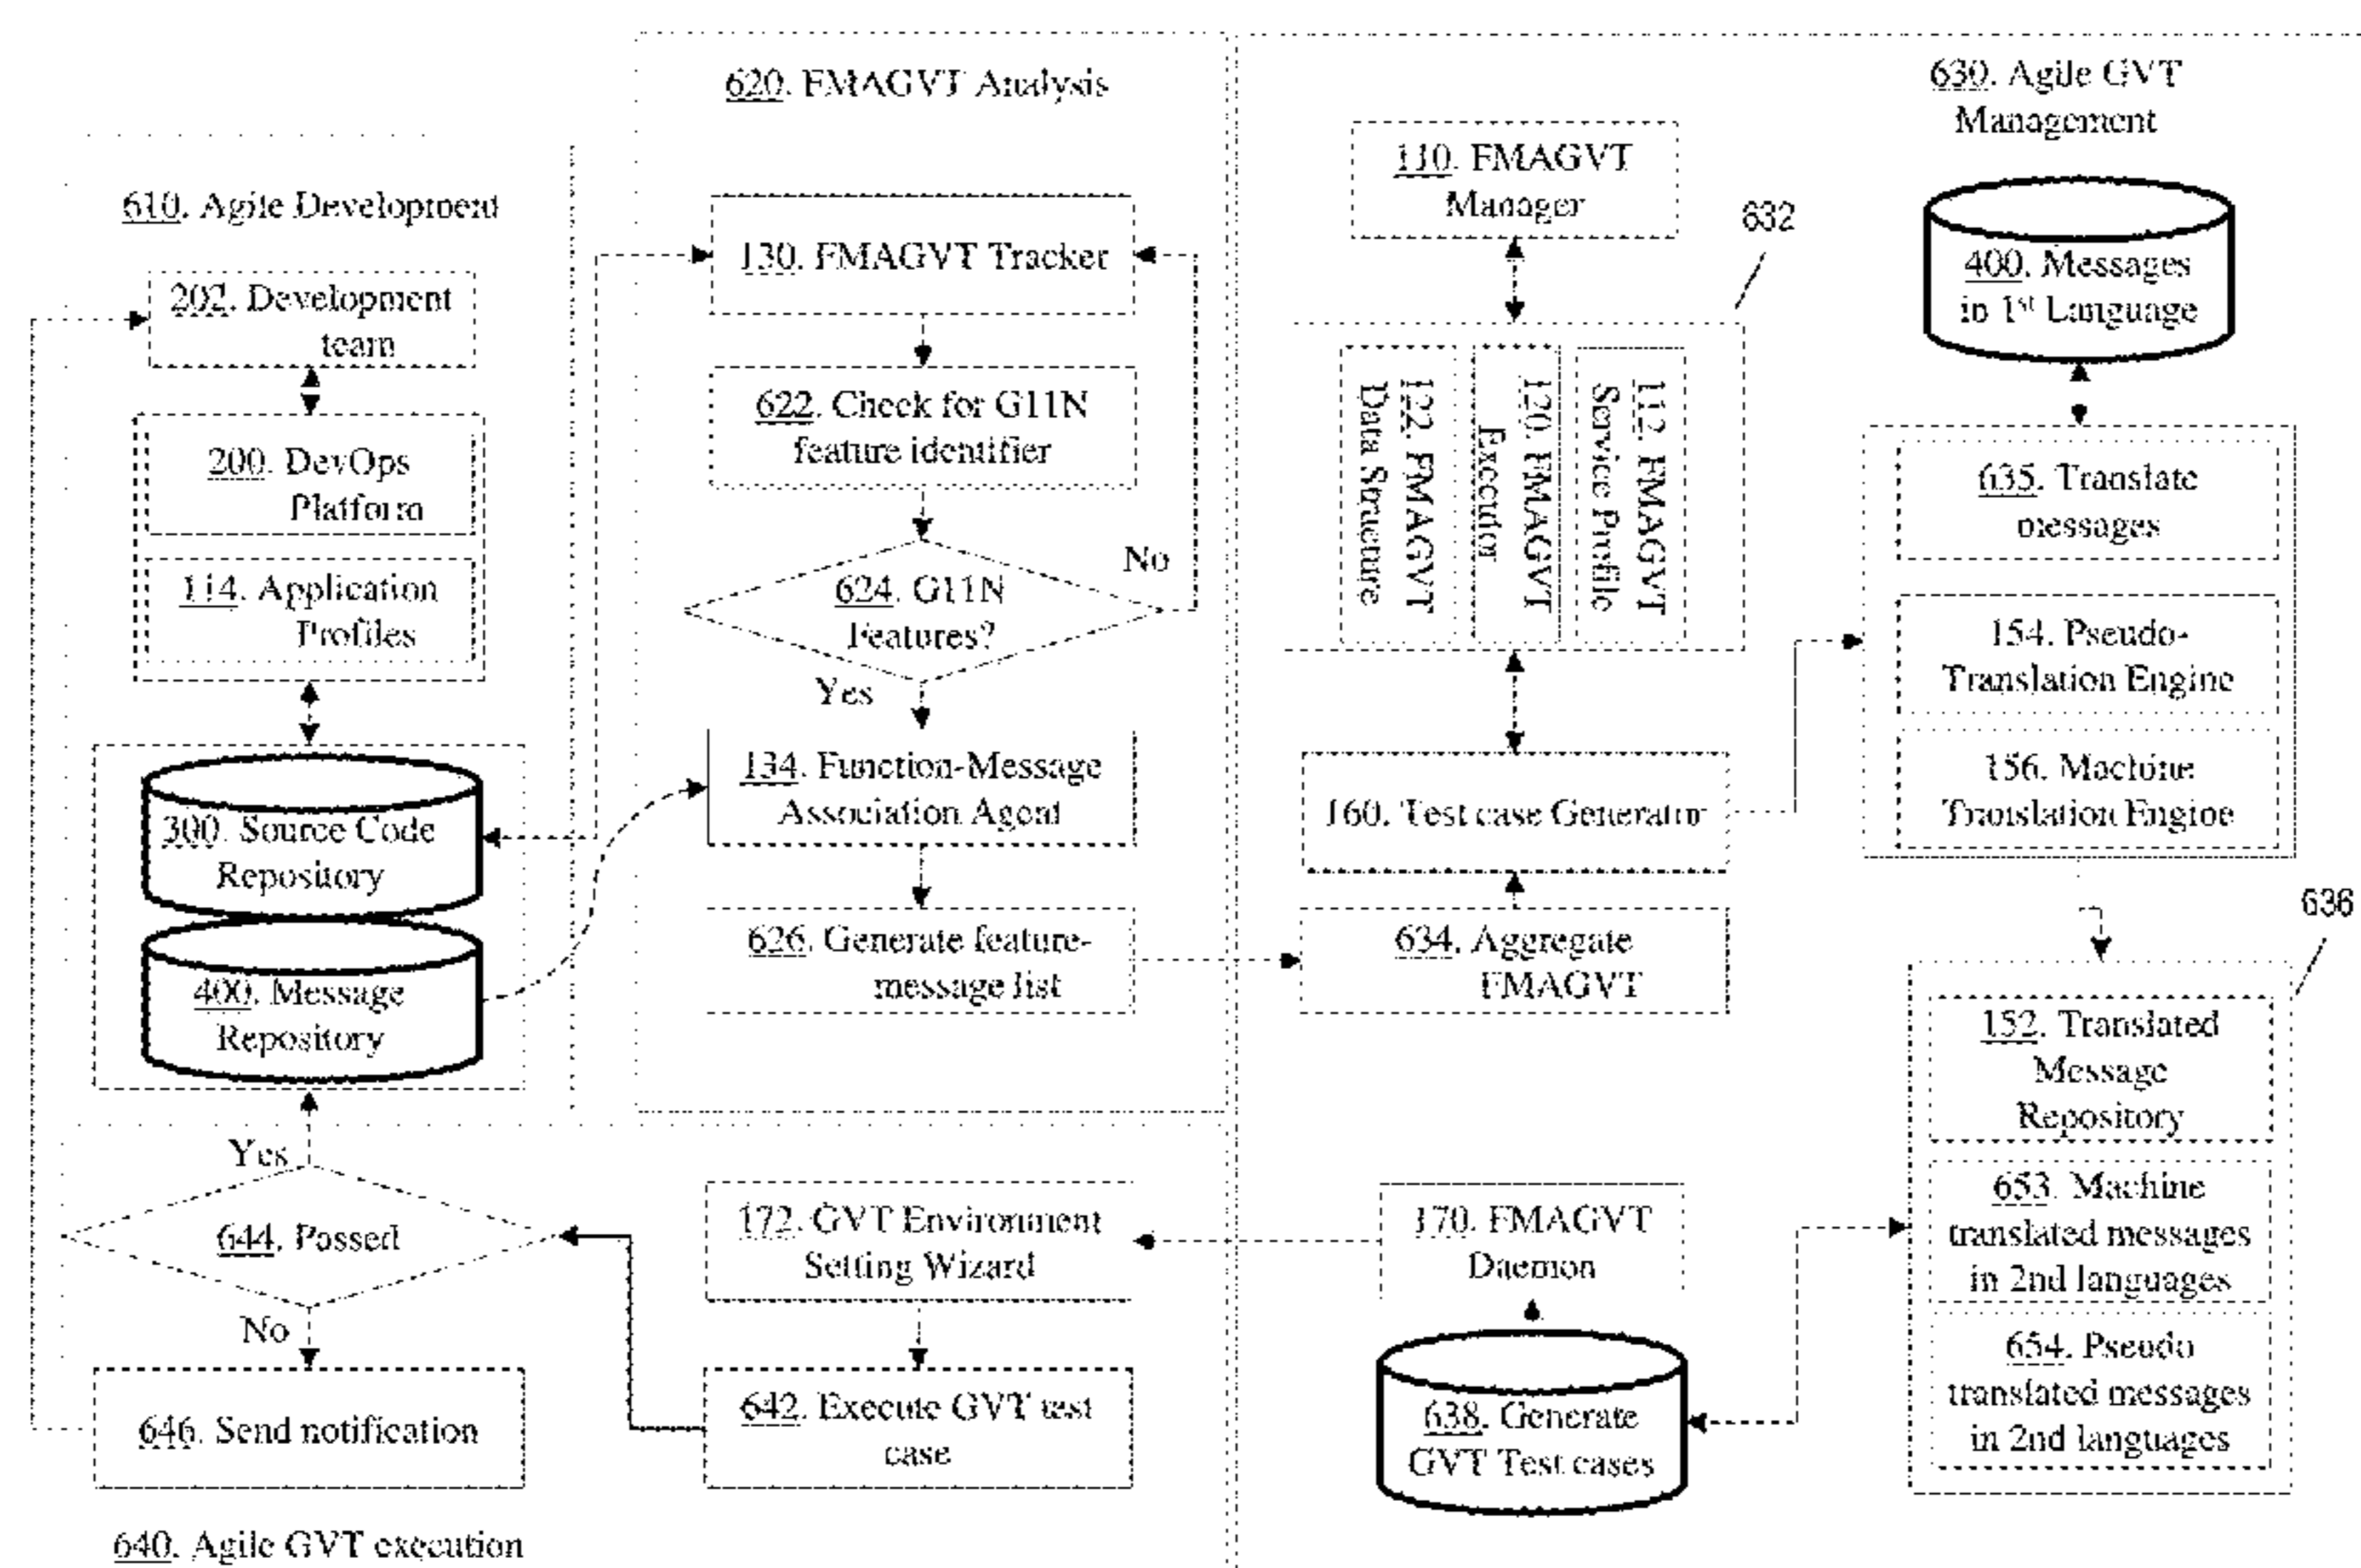 620. FMAGVT Analysis
630. Agile GVT
Management
610. Agile Development
202. Development
team
200. DevOps
Platform
114. Application
Profiles
300. Source Code
Repository
400. Message
Repository
130. FMAGVT Tracker
622. Check for G11N
feature identifier
No
624. G11N
Features?
Yes
134. Function-Message
Association Agent
626. Generate feature-
message list
110. FMAGVT
Manager
632
122. FMAGVT
Data Structure
120. FMAGVT
Executor
112. FMAGVT
Service Profile
160. Test case Generator
634. Aggregate
FMAGVT
400. Messages
in 1st Language
635. Translate
messages
154. Pseudo-
Translation Engine
156. Machine
Translation Engine
636
152. Translated
Message
Repository
653. Machine
translated messages
in 2nd languages
654. Pseudo
translated messages
in 2nd languages
170. FMAGVT
Daemon
638. Generate
GVT Test cases
172. GVT Environment
Setting Wizard
642. Execute GVT test
case
Yes
644. Passed
No
646. Send notification
640. Agile GVT execution